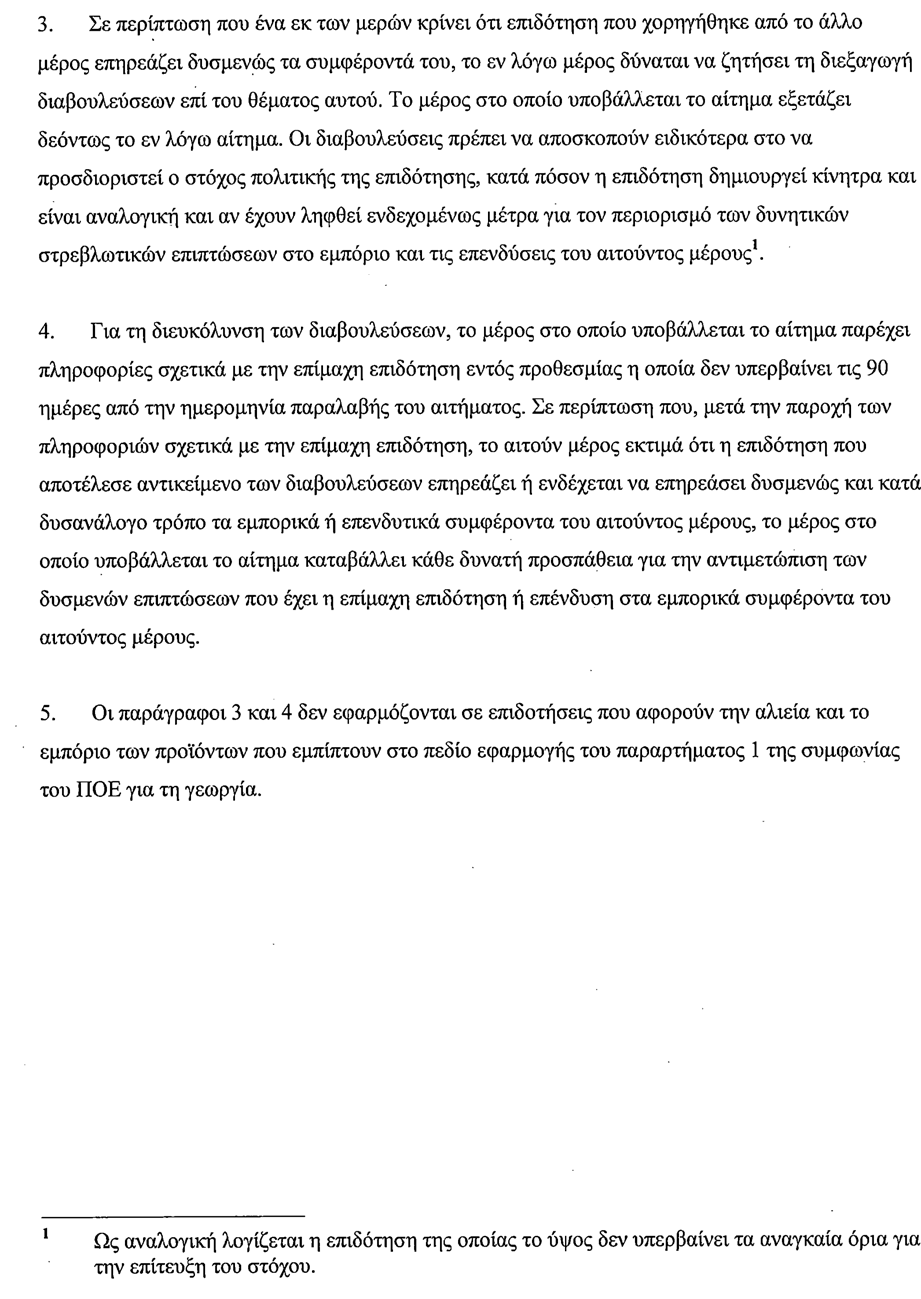 3. Σε περίπτωση που ένα εκ των μερών κρίνει ότι επιδότηση που χορηγήθηκε από το άλλο
μέρος επηρεάζει δυσμενώς τα συμφέροντά του, το εν λόγω μέρος δύναται να ζητήσει τη διεξαγωγή
διαβουλεύσεων επί του θέματος αυτού. Το μέρος στο οποίο υποβάλλεται το αίτημα εξετάζει
δεόντως το εν λόγω αίτημα. Οι διαβουλεύσεις πρέπει να αποσκοπούν ειδικότερα στο να
προσδιοριστεί ο στόχος πολιτικής της επιδότησης, κατά πόσον η επιδότηση δημιουργεί κίνητρα και
είναι αναλογική και αν έχουν ληφθεί ενδεχομένως μέτρα για τον περιορισμό των δυνητικών
στρεβλωτικών επιπτώσεων στο εμπόριο και τις επενδύσεις του αιτούντος μέρους¹.
4. Για τη διευκόλυνση των διαβουλεύσεων, το μέρος στο οποίο υποβάλλεται το αίτημα παρέχει
πληροφορίες σχετικά με την επίμαχη επιδότηση εντός προθεσμίας η οποία δεν υπερβαίνει τις 90
ημέρες από την ημερομηνία παραλαβής του αιτήματος. Σε περίπτωση που, μετά την παροχή των
πληροφοριών σχετικά με την επίμαχη επιδότηση, το αιτούν μέρος εκτιμά ότι η επιδότηση που
αποτέλεσε αντικείμενο των διαβουλεύσεων επηρεάζει ή ενδέχεται να επηρεάσει δυσμενώς και κατά
δυσανάλογο τρόπο τα εμπορικά ή επενδυτικά συμφέροντα του αιτούντος μέρους, το μέρος στο
οποίο υποβάλλεται το αίτημα καταβάλλει κάθε δυνατή προσπάθεια για την αντιμετώπιση των
δυσμενών επιπτώσεων που έχει η επίμαχη επιδότηση ή επένδυση στα εμπορικά συμφέροντα του
αιτούντος μέρους.
5. Οι παράγραφοι 3 και 4 δεν εφαρμόζονται σε επιδοτήσεις που αφορούν την αλιεία και το
εμπόριο των προϊόντων που εμπίπτουν στο πεδίο εφαρμογής του παραρτήματος 1 της συμφωνίας
του ΠΟΕ για τη γεωργία.
¹ Ως αναλογική λογίζεται η επιδότηση της οποίας το ύψος δεν υπερβαίνει τα αναγκαία όρια για
την επίτευξη του στόχου.